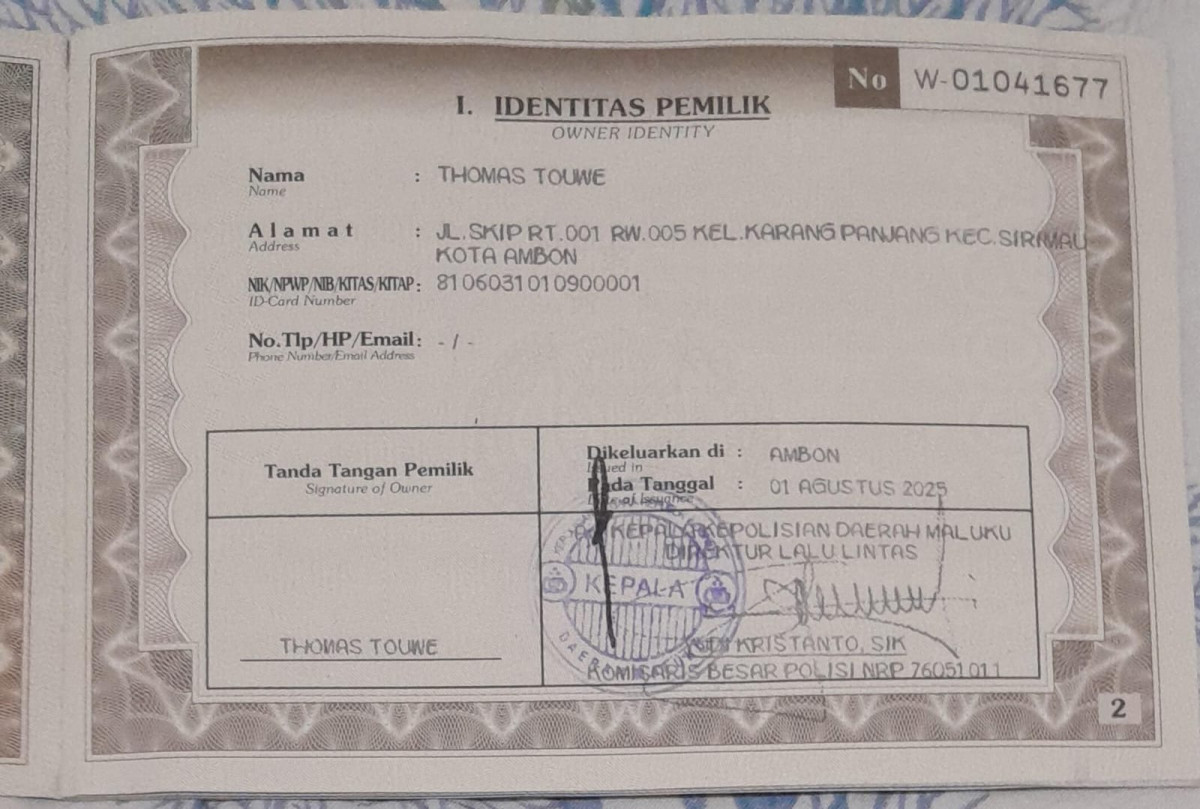 No W-01041677
I. IDENTITAS PEMILIK
OWNER IDENTITY
Nama : THOMAS TOUWE
Name
Alamat : JL.SKIP RT.001 RW.005 KEL.KARANG PANJANG KEC.SIRIMAU
Address
KOTA AMBON
NIK/NPWP/NIB/KITAS/KITAP : 8106031010900001
ID-Card Number
No.Tlp/HP/Email : - / -
Phone Number/Email Address
Tanda Tangan Pemilik
Signature of Owner
Dikeluarkan di : AMBON
Issued in
Pada Tanggal : 01 AGUSTUS 2025
Date of Issuance
KEPALA KEPOLISIAN DAERAH MALUKU
DIREKTUR LALU LINTAS
KEPALA
THOMAS TOUWE
KRISTANTO, SIK
KOMISARIS BESAR POLISI NRP 76051011
2